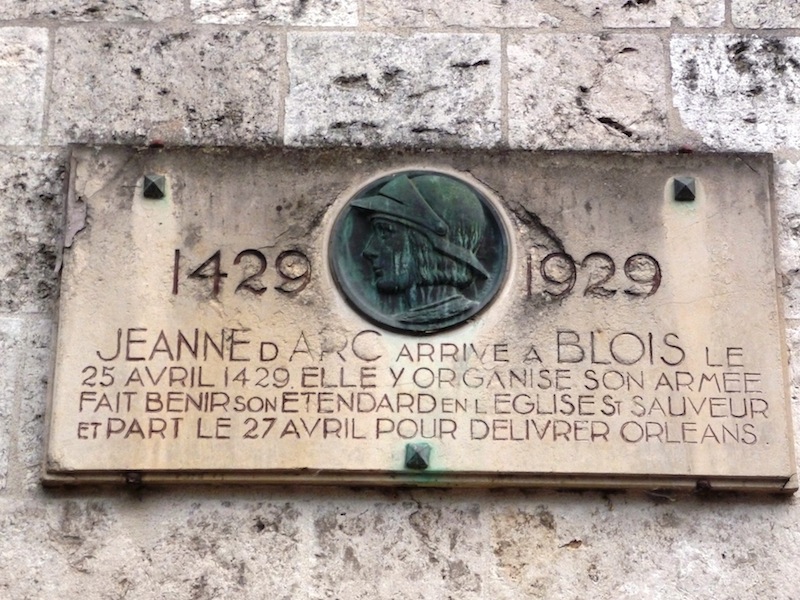 1429 1929
JEANNE D'ARC ARRIVE A BLOIS LE
25 AVRIL 1429. ELLE Y ORGANISE SON ARMÉE
FAIT BENIR SON ETENDARD EN L'EGLISE ST SAUVEUR
ET PART LE 27 AVRIL POUR DELIVRER ORLEANS.